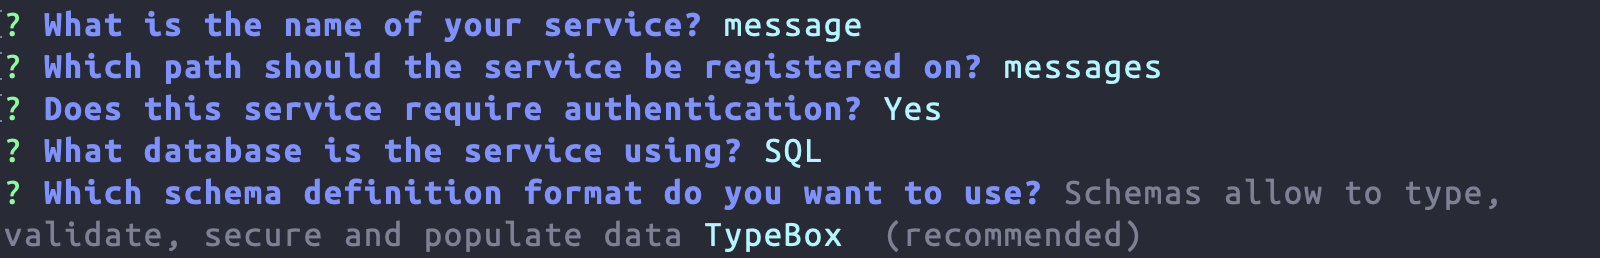 ? What is the name of your service? message
? Which path should the service be registered on? messages
? Does this service require authentication? Yes
? What database is the service using? SQL
? Which schema definition format do you want to use? Schemas allow to type,
validate, secure and populate data TypeBox  (recommended)